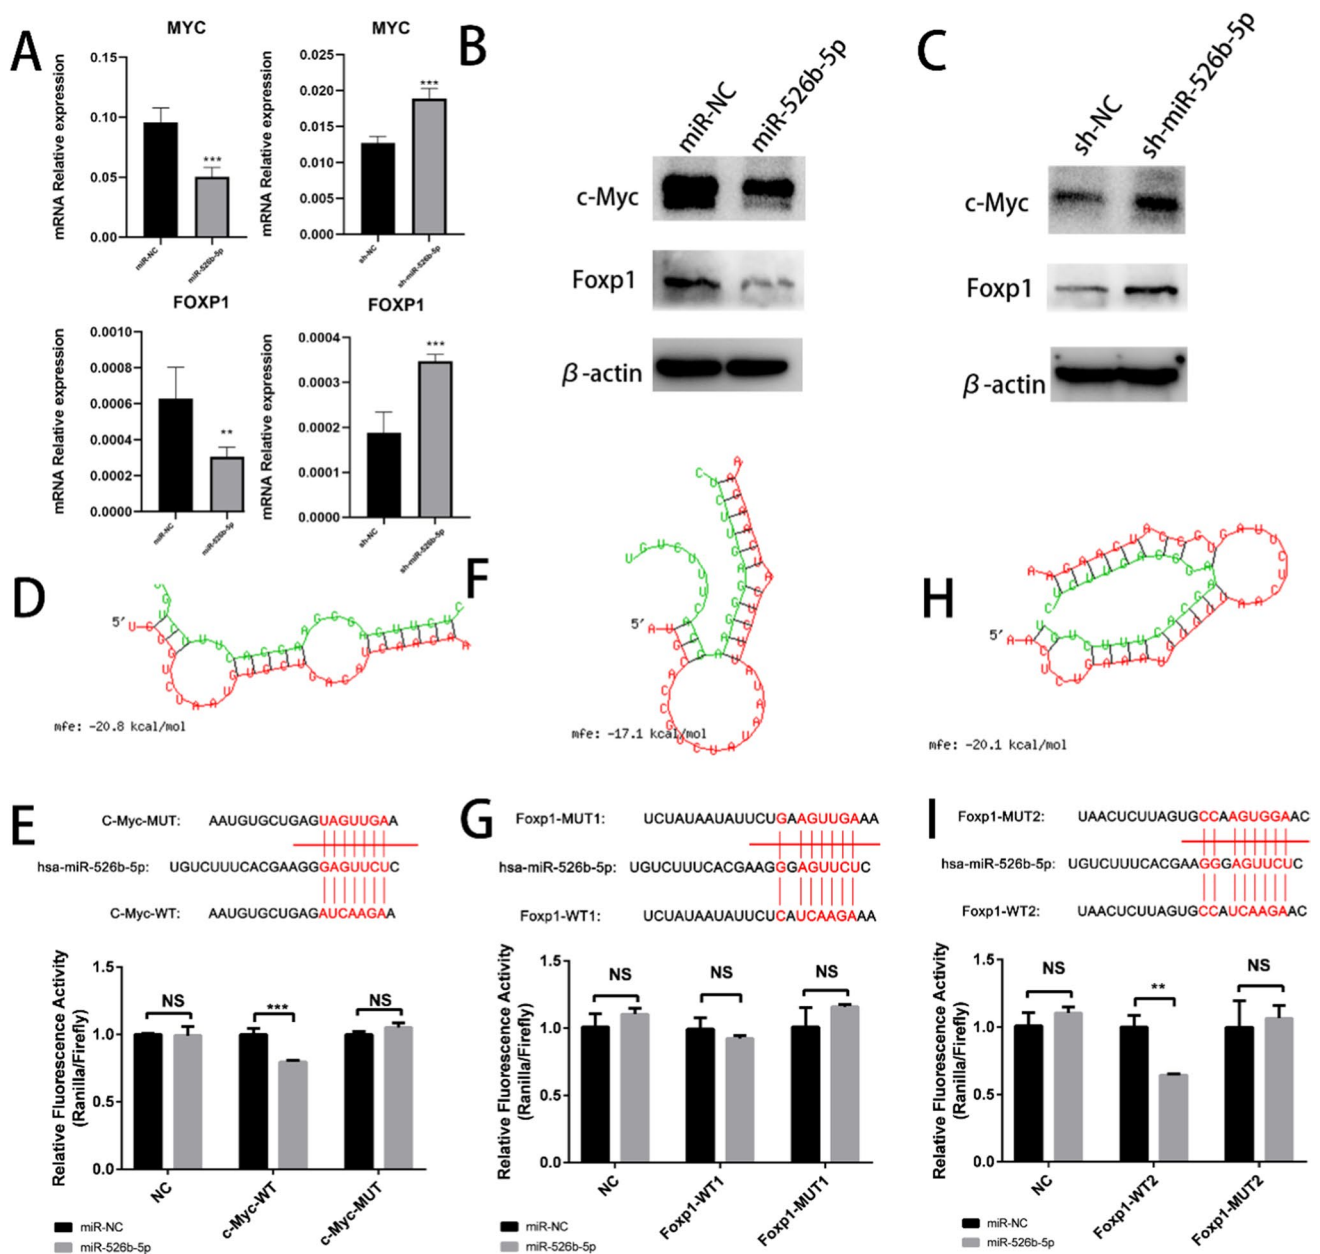 A
MYC
mRNA Relative expression
0.15
0.10
0.05
0.00
***
miR-NC
miR-526b-5p
MYC
mRNA Relative expression
0.025
0.020
0.015
0.010
0.005
0.000
***
sh-NC
sh-miR-526b-5p
FOXP1
mRNA Relative expression
0.0010
0.0008
0.0006
0.0004
0.0002
0.0000
**
miR-NC
miR-526b-5p
FOXP1
mRNA Relative expression
0.0004
0.0003
0.0002
0.0001
0.0000
***
sh-NC
sh-miR-526b-5p
B
miR-NC
miR-526b-5p
c-Myc
Foxp1
β-actin
C
sh-NC
sh-miR-526b-5p
c-Myc
Foxp1
β-actin
D
5'
mfe: -20.8 kcal/mol
F
5'
mfe: -17.1 kcal/mol
H
5'
mfe: -20.1 kcal/mol
E
C-Myc-MUT: AAUGUGCUGAGUAGUUGAA
hsa-miR-526b-5p: UGUCUUUCACGAAGGGAGUUCUC
C-Myc-WT: AAUGUGCUGAGAUCAAGAA
Relative Fluorescence Activity
(Ranilla/Firefly)
1.5
1.0
0.5
0.0
NS
***
NS
NC
c-Myc-WT
c-Myc-MUT
miR-NC
miR-526b-5p
G
Foxp1-MUT1: UCUAUAAUAUUCUGAAGUUGAAA
hsa-miR-526b-5p: UGUCUUUCACGAAGGGAGUUCUC
Foxp1-WT1: UCUAUAAUAUUCUCAUCAAGAAA
Relative Fluorescence Activity
(Ranilla/Firefly)
1.5
1.0
0.5
0.0
NS
NS
NS
NC
Foxp1-WT1
Foxp1-MUT1
miR-NC
miR-526b-5p
I
Foxp1-MUT2: UAACUCUUAGUGCCAAGUGGAAC
hsa-miR-526b-5p: UGUCUUUCACGAAGGGAGUUCUC
Foxp1-WT2: UAACUCUUAGUGCCAUCAAGAAC
Relative Fluorescence Activity
(Ranilla/Firefly)
1.5
1.0
0.5
0.0
NS
**
NS
NC
Foxp1-WT2
Foxp1-MUT2
miR-NC
miR-526b-5p